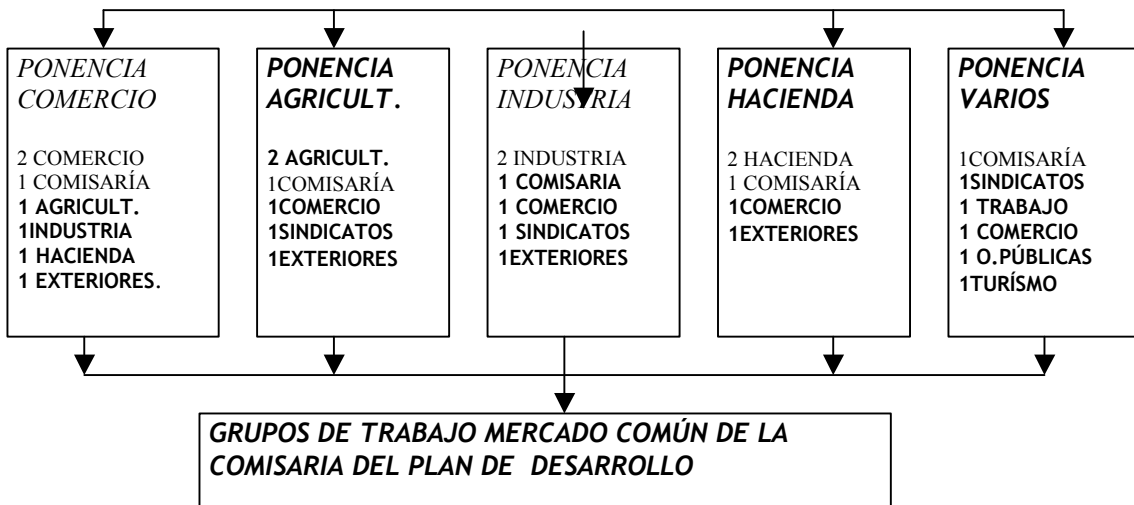 PONENCIA
COMERCIO
2 COMERCIO
1 COMISARÍA
1 AGRICULT.
1INDUSTRIA
1 HACIENDA
1 EXTERIORES.
PONENCIA
AGRICULT.
2 AGRICULT.
1COMISARÍA
1COMERCIO
1SINDICATOS
1EXTERIORES
PONENCIA
INDUSTRIA
2 INDUSTRIA
1 COMISARIA
1 COMERCIO
1 SINDICATOS
1EXTERIORES
PONENCIA
HACIENDA
2 HACIENDA
1 COMISARÍA
1COMERCIO
1EXTERIORES
PONENCIA
VARIOS
1COMISARÍA
1SINDICATOS
1 TRABAJO
1 COMERCIO
1 O.PÚBLICAS
1TURÍSMO
GRUPOS DE TRABAJO MERCADO COMÚN DE LA
COMISARIA DEL PLAN DE DESARROLLO